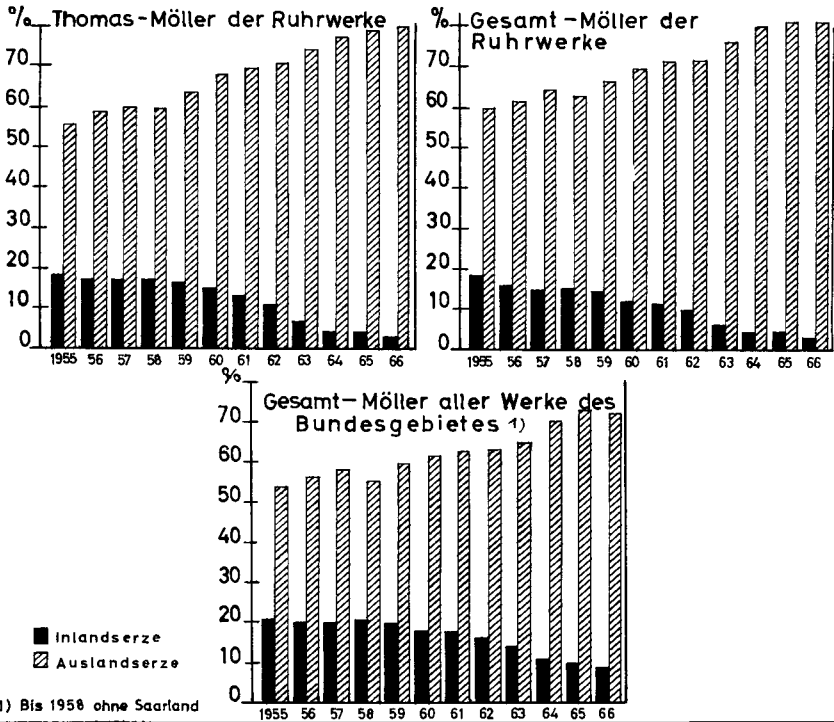 % Thomas-Möller der Ruhrwerke
80
70
60
50
40
30
20
10
0
1955 56 57 58 59 60 61 62 63 64 65 66
% Gesamt-Möller der
Ruhrwerke
80
70
60
50
40
30
20
10
0
1955 56 57 58 59 60 61 62 63 64 65 66
%
Gesamt-Möller aller Werke des
Bundesgebietes 1)
70
60
50
40
30
20
10
0
1955 56 57 58 59 60 61 62 63 64 65 66
Inlandserze
Auslandserze
1) Bis 1958 ohne Saarland